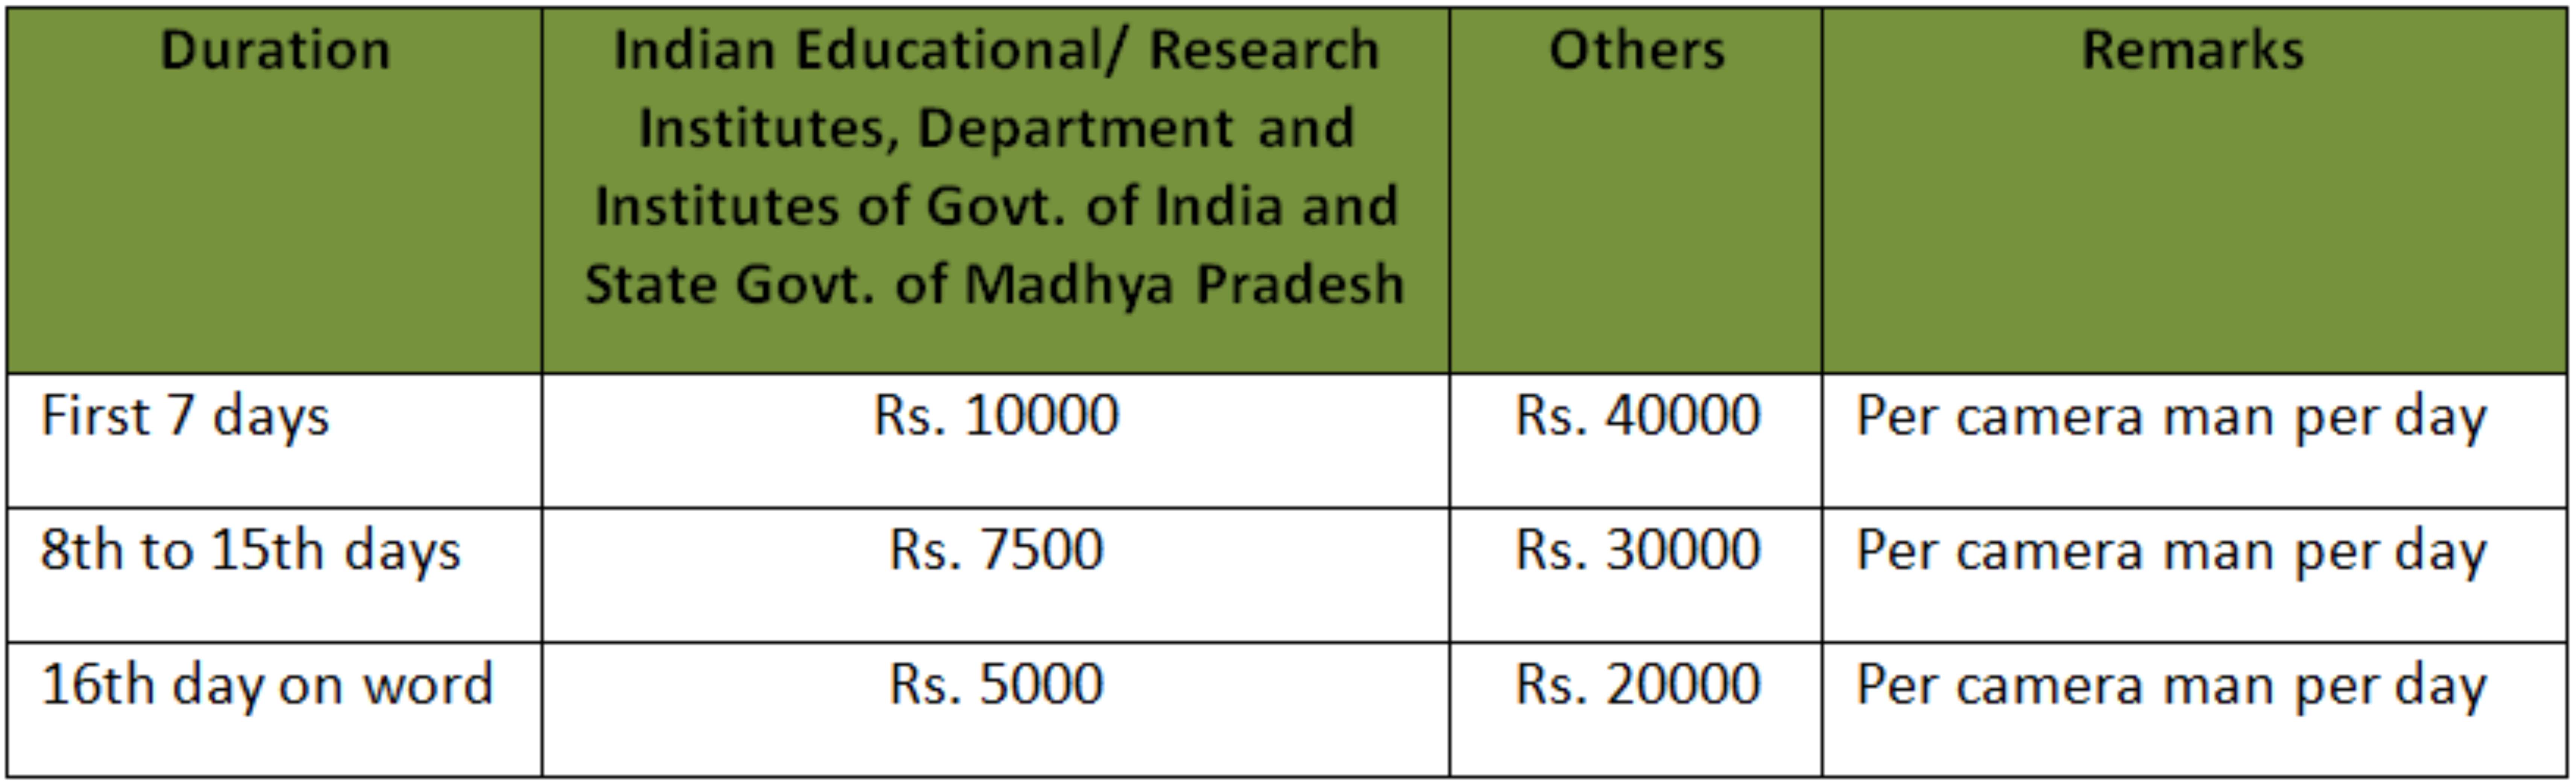 Duration
Indian Educational/ Research
Institutes, Department and
Institutes of Govt. of India and
State Govt. of Madhya Pradesh
Others
Remarks
First 7 days
Rs. 10000
Rs. 40000
Per camera man per day
8th to 15th days
Rs. 7500
Rs. 30000
Per camera man per day
16th day on word
Rs. 5000
Rs. 20000
Per camera man per day